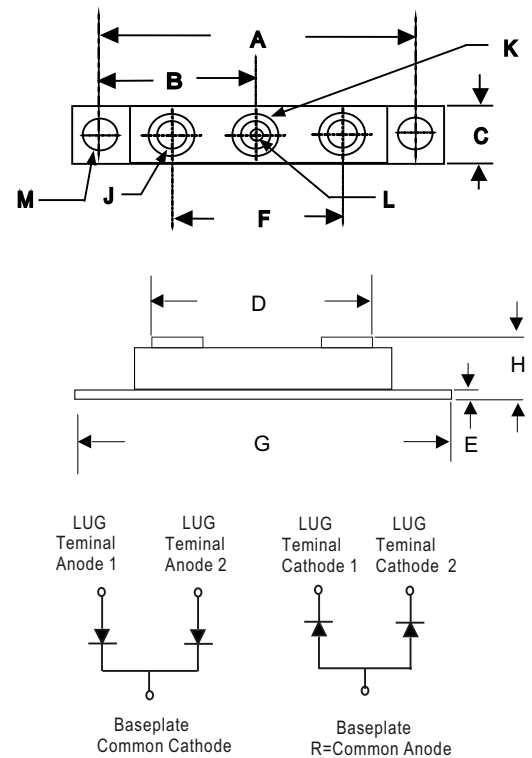 A
K
B
C
M
J
L
F
D
H
E
G
LUG
Teminal
Anode 1
LUG
Teminal
Anode 2
LUG
Teminal
Cathode 1
LUG
Teminal
Cathode 2
Baseplate
Common Cathode
Baseplate
R=Common Anode